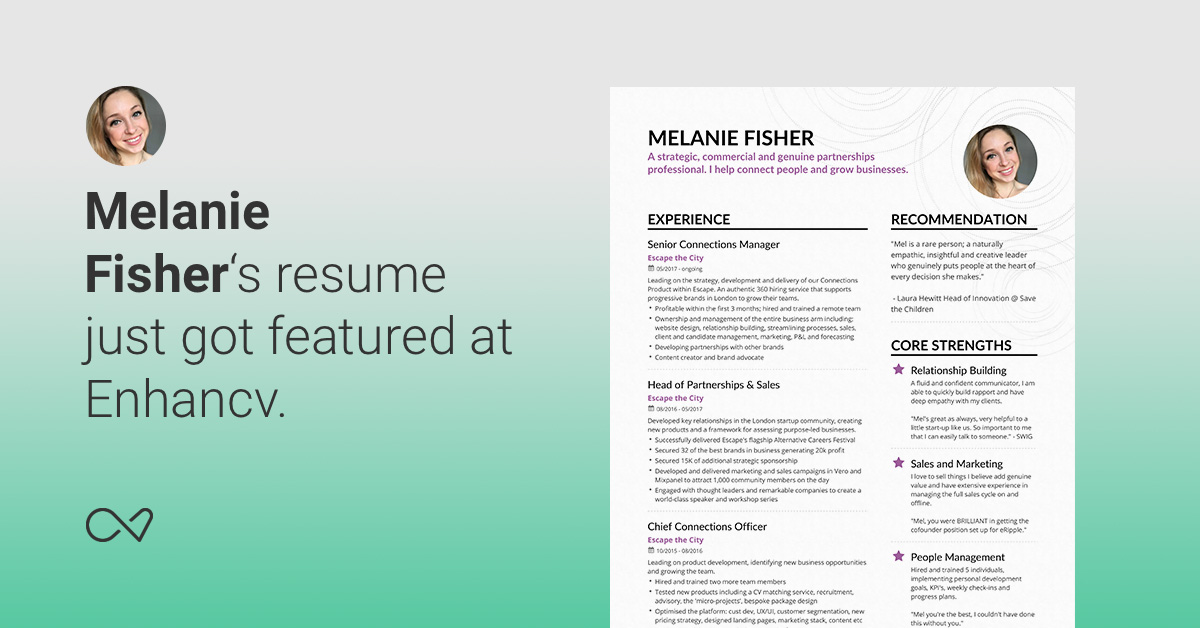 Melanie
Fisher‘s resume
just got featured at
Enhancv.
MELANIE FISHER
A strategic, commercial and genuine partnerships
professional. I help connect people and grow businesses.
EXPERIENCE
Senior Connections Manager
Escape the City
05/2017 - ongoing
Leading on the strategy, development and delivery of our Connections
Product within Escape. An authentic 360 hiring service that supports
progressive brands in London to grow their teams.
• Profitable within the first 3 months; hired and trained a remote team
• Ownership and management of the entire business arm including:
website design, relationship building, streamlining processes, sales,
client and candidate management, marketing, P&L and forecasting
• Developing partnerships with other brands
• Content creator and brand advocate
Head of Partnerships & Sales
Escape the City
08/2016 - 05/2017
Developed key relationships in the London startup community, creating
new products and a framework for assessing purpose-led businesses.
• Successfully delivered Escape's flagship Alternative Careers Festival
• Secured 32 of the best brands in business generating 20k profit
• Secured 15K of additional strategic sponsorship
• Developed and delivered marketing and sales campaigns in Vero and
Mixpanel to attract 1,000 community members on the day
• Engaged with thought leaders and remarkable companies to create a
world-class speaker and workshop series
Chief Connections Officer
Escape the City
10/2015 - 08/2016
Leading on product development, identifying new business opportunities
and growing the team.
• Hired and trained two more team members
• Tested new products including a CV matching service, recruitment,
advisory, the 'micro-projects', bespoke package design
• Optimised the platform: cust dev, UX/UI, customer segmentation, new
pricing strategy, designed landing pages, marketing stack, content etc
RECOMMENDATION
"Mel is a rare person; a naturally
empathic, insightful and creative leader
who genuinely puts people at the heart of
every decision she makes."
- Laura Hewitt Head of Innovation @ Save
the Children
CORE STRENGTHS
Relationship Building
A fluid and confident communicator, I am
able to quickly build rapport and have
deep empathy with my clients.
"Mel's great as always, very helpful to a
little start-up like us. So important to me
that I can easily talk to someone." - SWIG
Sales and Marketing
I love to sell things I believe add genuine
value and have extensive experience in
managing the full sales cycle on and
offline.
"Mel, you were BRILLIANT in getting the
cofounder position set up for eRipple."
People Management
Hired and trained 5 individuals,
implementing personal development
goals, KPI's, weekly check-ins and
progress plans.
"Mel you're the best, I couldn't have done
this without you."